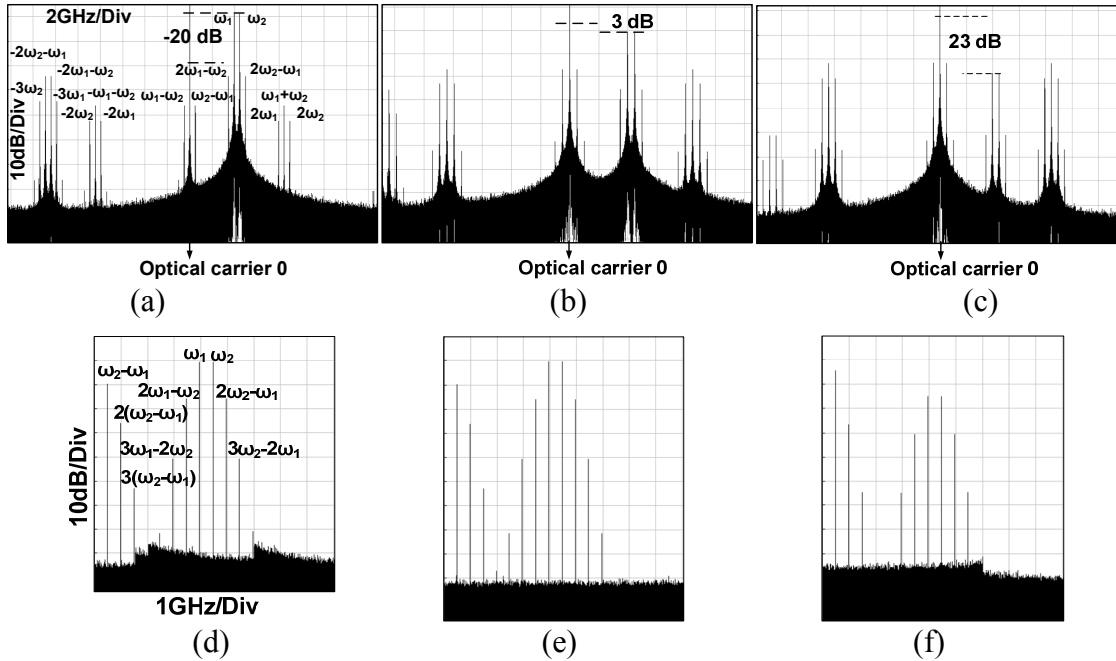 2GHz/Div
ω₁ ω₂
-20 dB
-2ω₂-ω₁
-2ω₁-ω₂
2ω₁-ω₂
2ω₂-ω₁
-3ω₂
-3ω₁
-ω₁-ω₂
ω₁-ω₂
ω₂-ω₁
ω₁+ω₂
-2ω₂
-2ω₁
2ω₁
2ω₂
10dB/Div
Optical carrier 0
(a)
3 dB
Optical carrier 0
(b)
23 dB
Optical carrier 0
(c)
ω₁ ω₂
ω₂-ω₁
2ω₁-ω₂
2ω₂-ω₁
2(ω₂-ω₁)
3ω₁-2ω₂
3ω₂-2ω₁
3(ω₂-ω₁)
10dB/Div
1GHz/Div
(d)
(e)
(f)